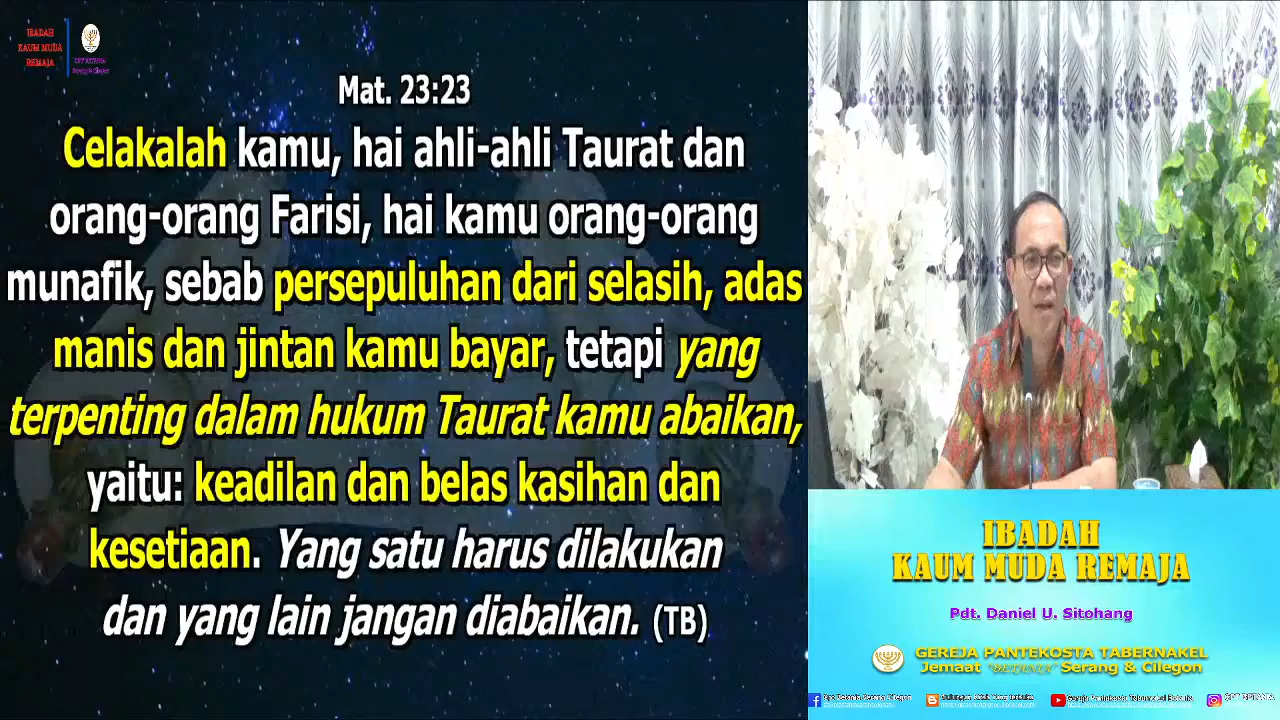 IBADAH
KAUM MUDA
REMAJA
Mat. 23:23
Celakalah kamu, hai ahli-ahli Taurat dan
orang-orang Farisi, hai kamu orang-orang
munafik, sebab persepuluhan dari selasih, adas
manis dan jintan kamu bayar, tetapi yang
terpenting dalam hukum Taurat kamu abaikan,
yaitu: keadilan dan belas kasihan dan
kesetiaan. Yang satu harus dilakukan
dan yang lain jangan diabaikan. (TB)
IBADAH
KAUM MUDA REMAJA
Pdt. Daniel U. Sitohang
GEREJA PANTEKOSTA TABERNAKEL
Jemaat "BETANIA" Serang & Cilegon